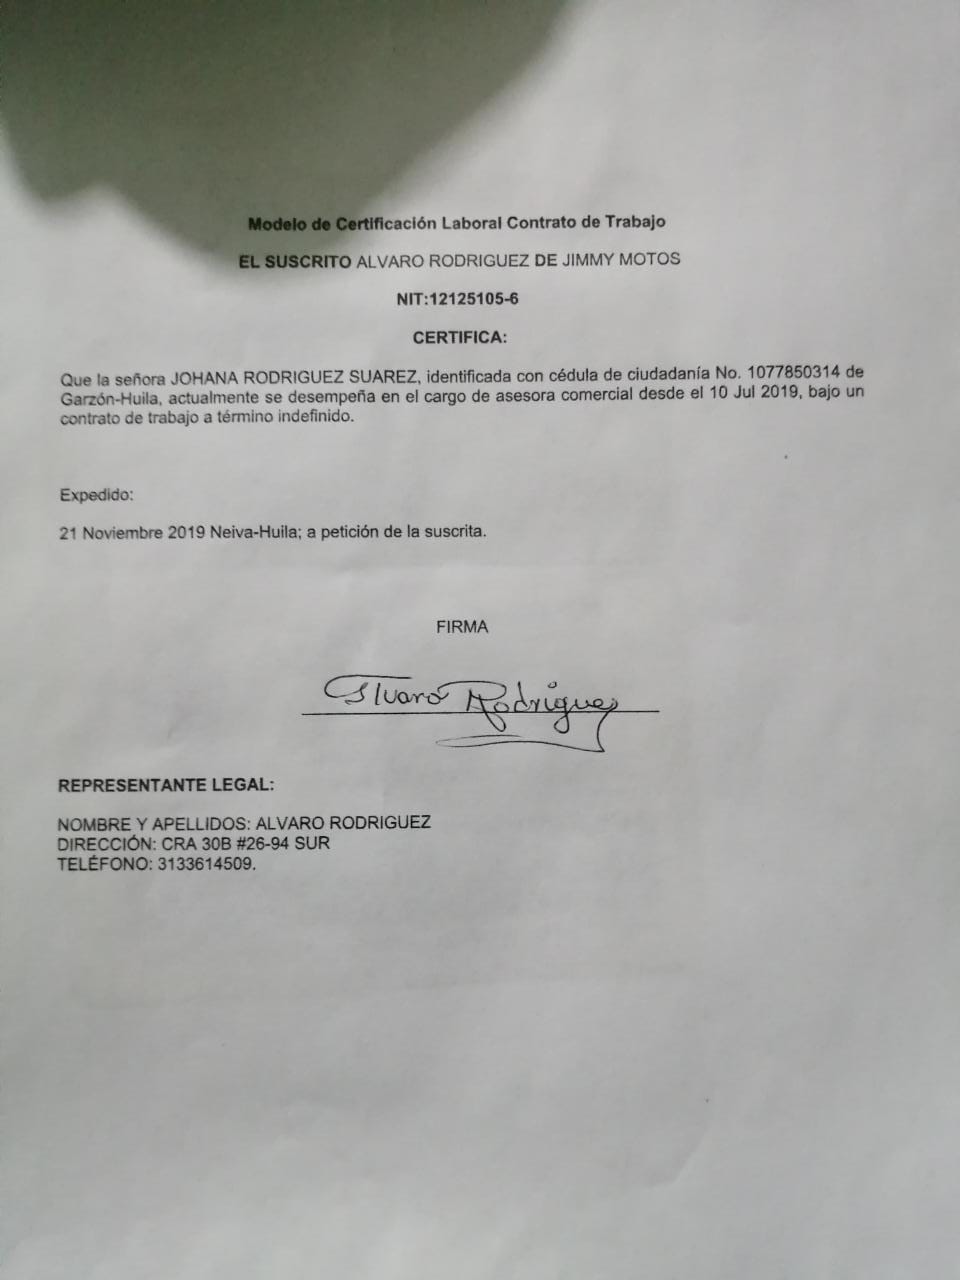 Modelo de Certificación Laboral Contrato de Trabajo
EL SUSCRITO ALVARO RODRIGUEZ DE JIMMY MOTOS
NIT:12125105-6
CERTIFICA:
Que la señora JOHANA RODRIGUEZ SUAREZ, identificada con cédula de ciudadanía No. 1077850314 de
Garzón-Huila, actualmente se desempeña en el cargo de asesora comercial desde el 10 Jul 2019, bajo un
contrato de trabajo a término indefinido.
Expedido:
21 Noviembre 2019 Neiva-Huila; a petición de la suscrita.
FIRMA
Alvaro Rodriguez
REPRESENTANTE LEGAL:
NOMBRE Y APELLIDOS: ALVARO RODRIGUEZ
DIRECCIÓN: CRA 30B #26-94 SUR
TELÉFONO: 3133614509.